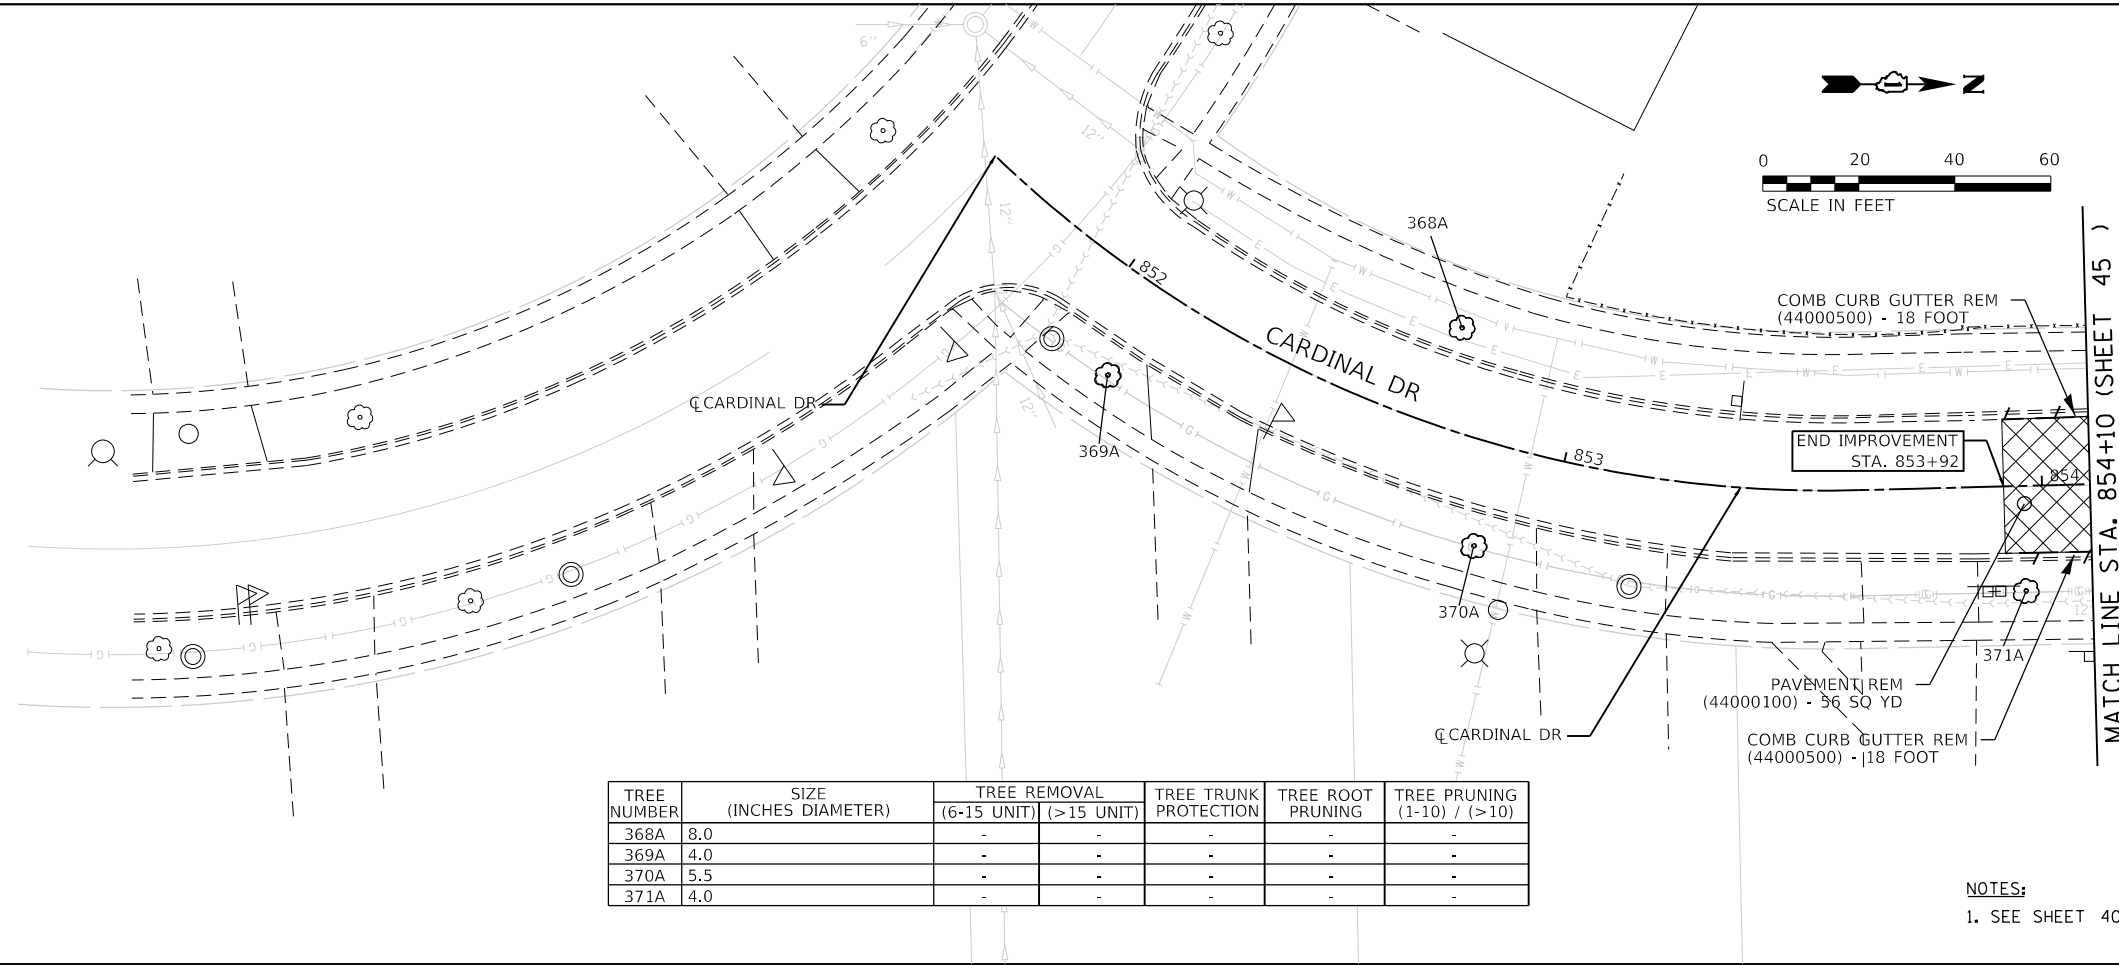 6''
12''
12''
12''
N
0 20 40 60
SCALE IN FEET
368A
852
CARDINAL DR
℄ CARDINAL DR
369A
853
COMB CURB GUTTER REM
(44000500) - 18 FOOT
END IMPROVEMENT
STA. 853+92
854
MATCH LINE STA. 854+10 (SHEET 45 )
370A
371A
12
PAVEMENT REM
(44000100) - 56 SQ YD
℄ CARDINAL DR
COMB CURB GUTTER REM
(44000500) - 18 FOOT
TREE NUMBER SIZE (INCHES DIAMETER) TREE REMOVAL (6-15 UNIT) (>15 UNIT) TREE TRUNK PROTECTION TREE ROOT PRUNING TREE PRUNING (1-10) / (>10)
368A 8.0 - - - - -
369A 4.0 - - - - -
370A 5.5 - - - - -
371A 4.0 - - - - -
NOTES:
1. SEE SHEET 40